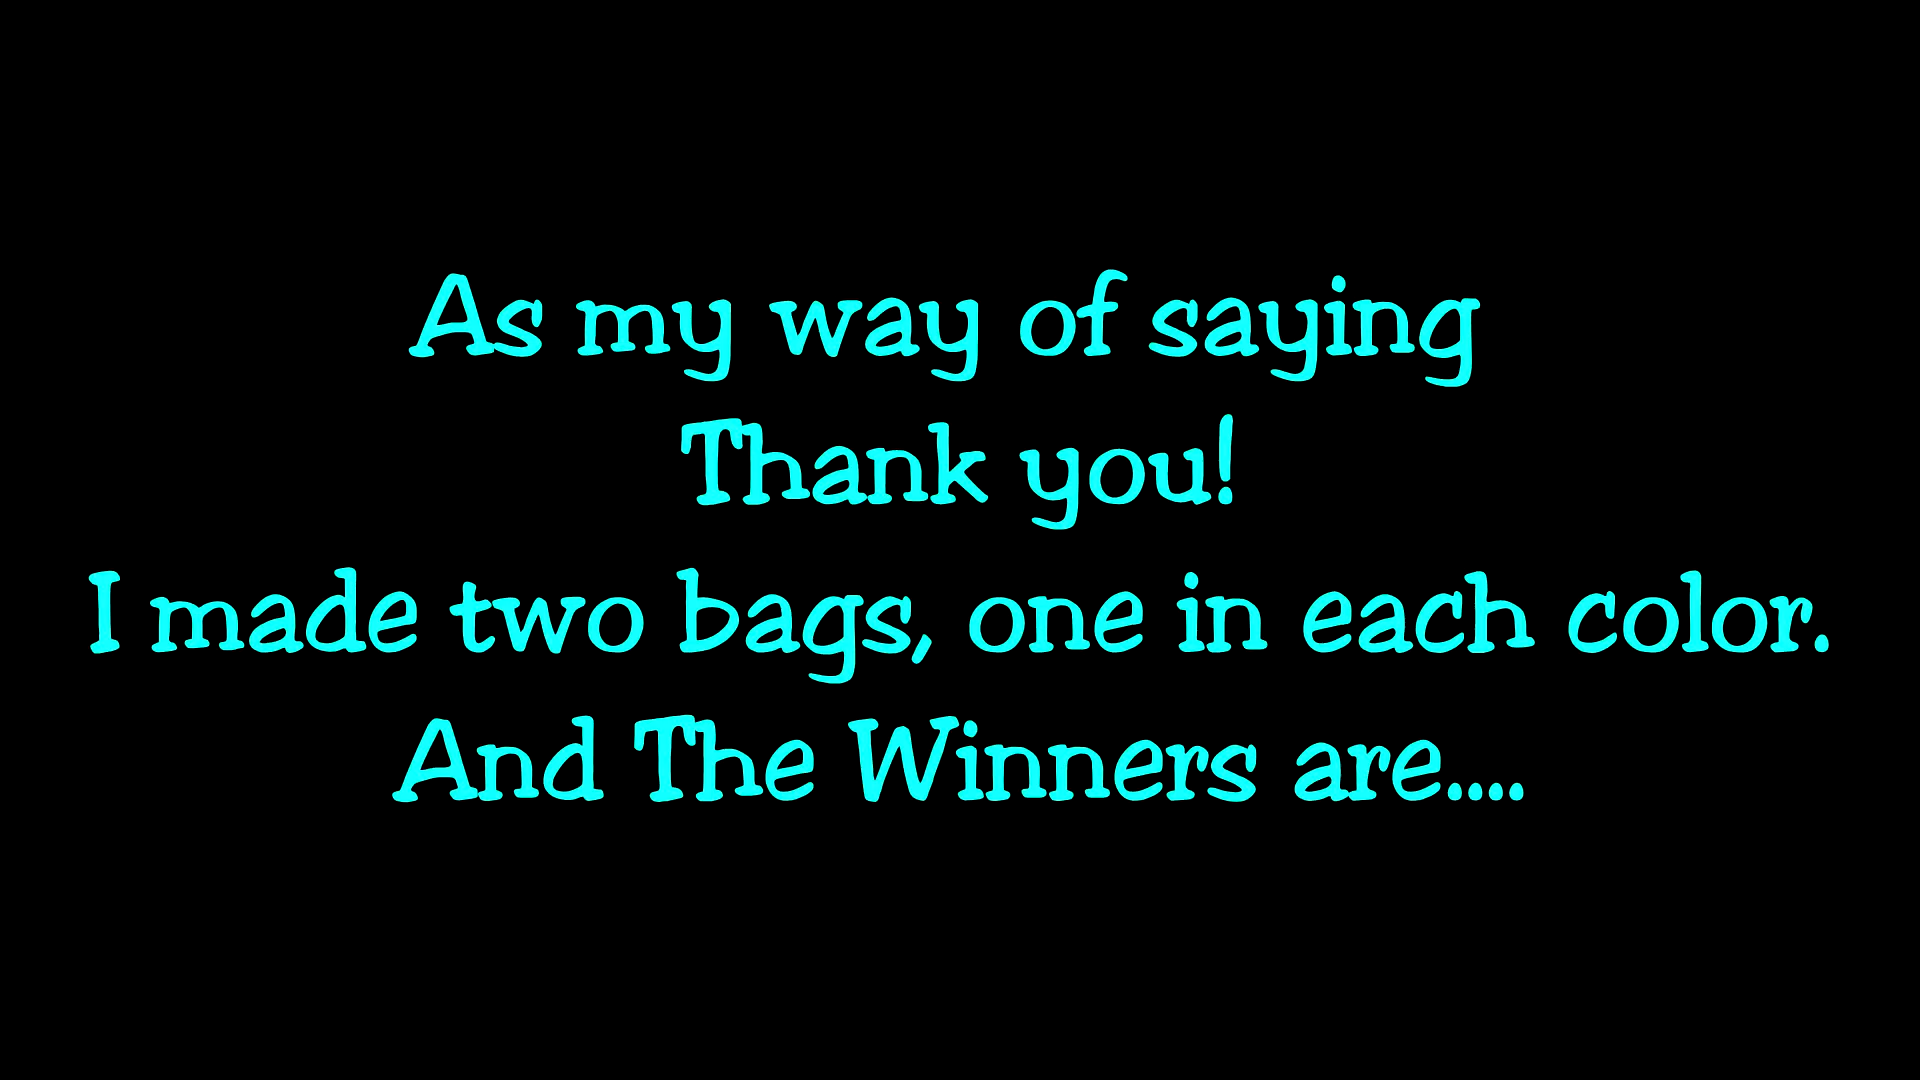 As my way of saying
Thank you!
I made two bags, one in each color.
And The Winners are....